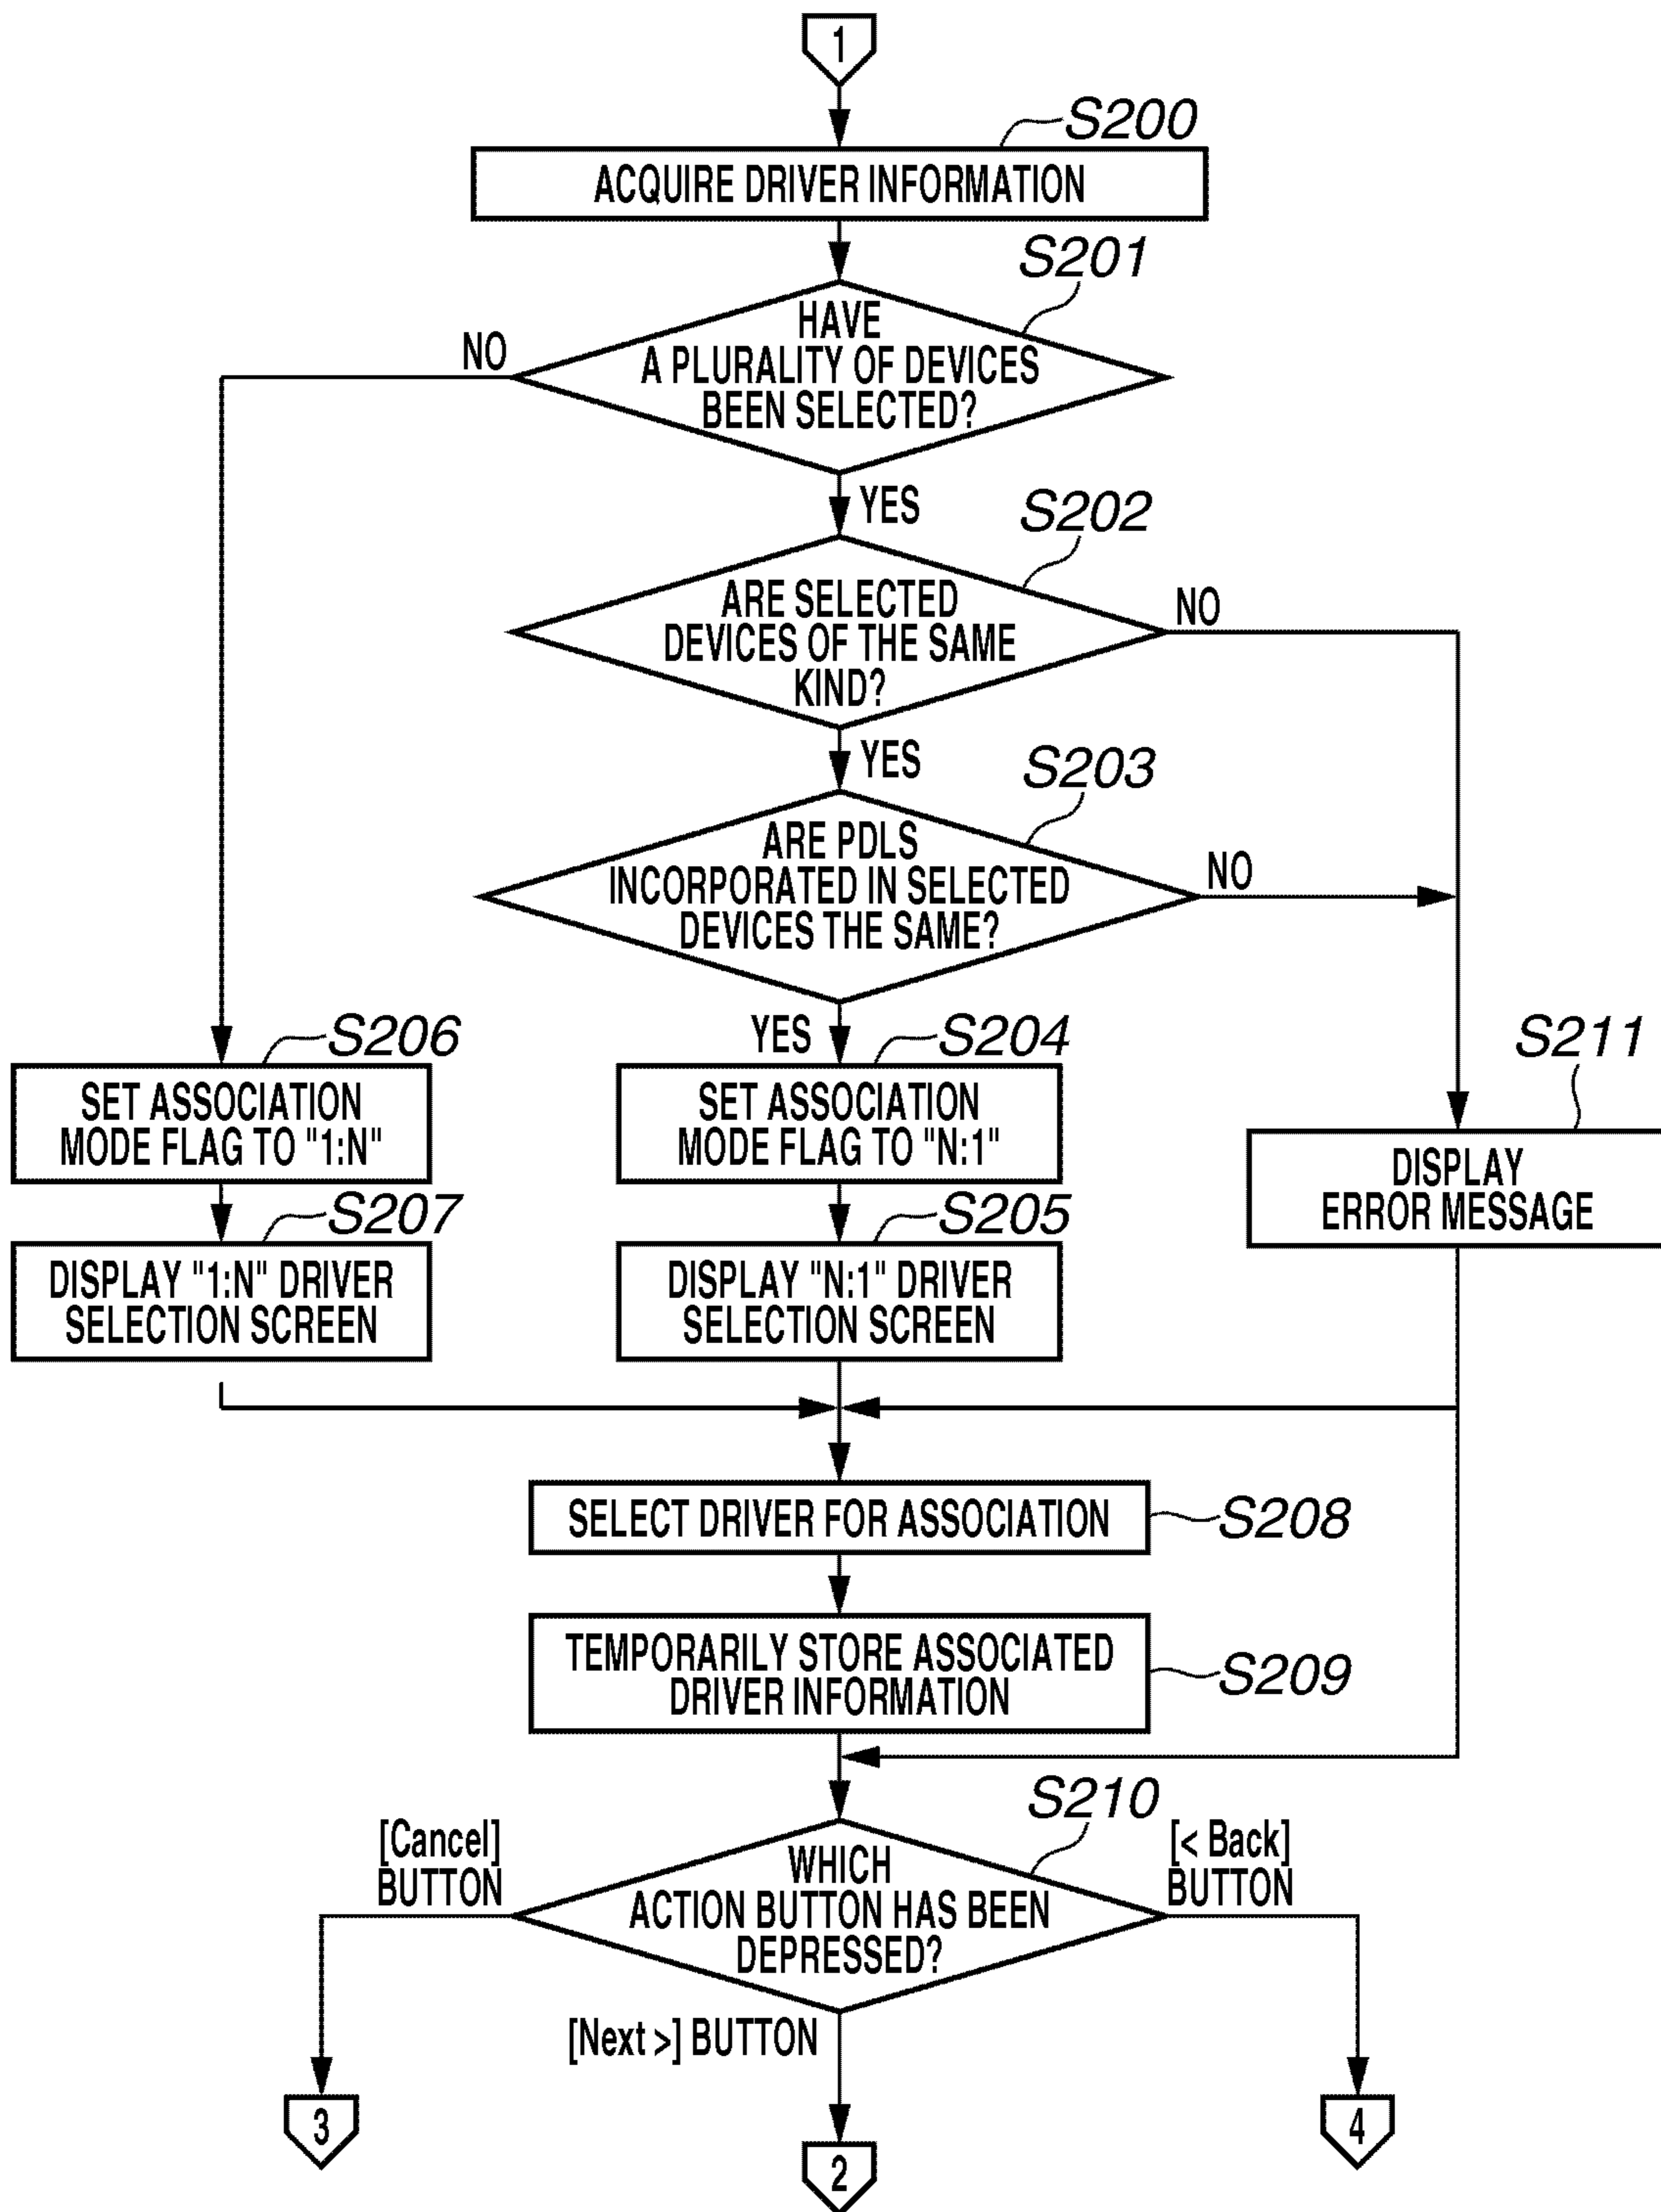 1
S200
ACQUIRE DRIVER INFORMATION
S201
HAVE
A PLURALITY OF DEVICES
BEEN SELECTED?
NO
YES
S202
ARE SELECTED
DEVICES OF THE SAME
KIND?
NO
YES
S203
ARE PDLS
INCORPORATED IN SELECTED
DEVICES THE SAME?
NO
YES
S206
SET ASSOCIATION
MODE FLAG TO "1:N"
S204
SET ASSOCIATION
MODE FLAG TO "N:1"
S211
DISPLAY
ERROR MESSAGE
S207
DISPLAY "1:N" DRIVER
SELECTION SCREEN
S205
DISPLAY "N:1" DRIVER
SELECTION SCREEN
SELECT DRIVER FOR ASSOCIATION
S208
TEMPORARILY STORE ASSOCIATED
DRIVER INFORMATION
S209
S210
[Cancel]
BUTTON
WHICH
ACTION BUTTON HAS BEEN
DEPRESSED?
[< Back]
BUTTON
[Next >] BUTTON
3
2
4